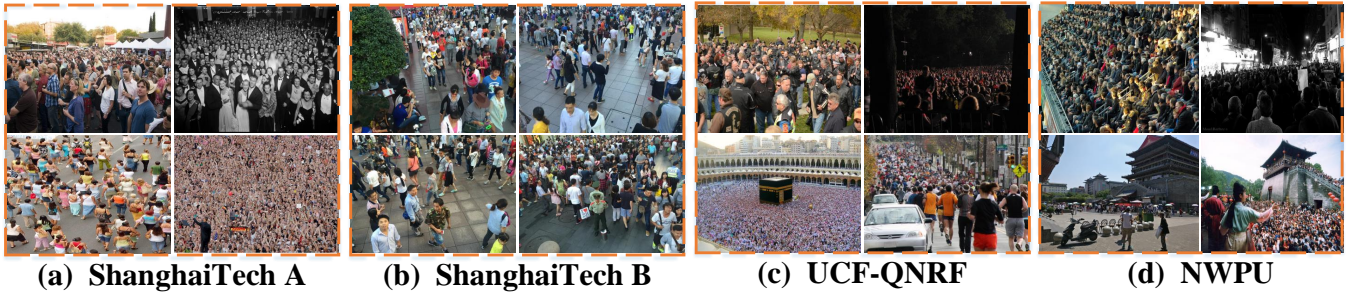 (a) ShanghaiTech A
(b) ShanghaiTech B
(c) UCF-QNRF
(d) NWPU